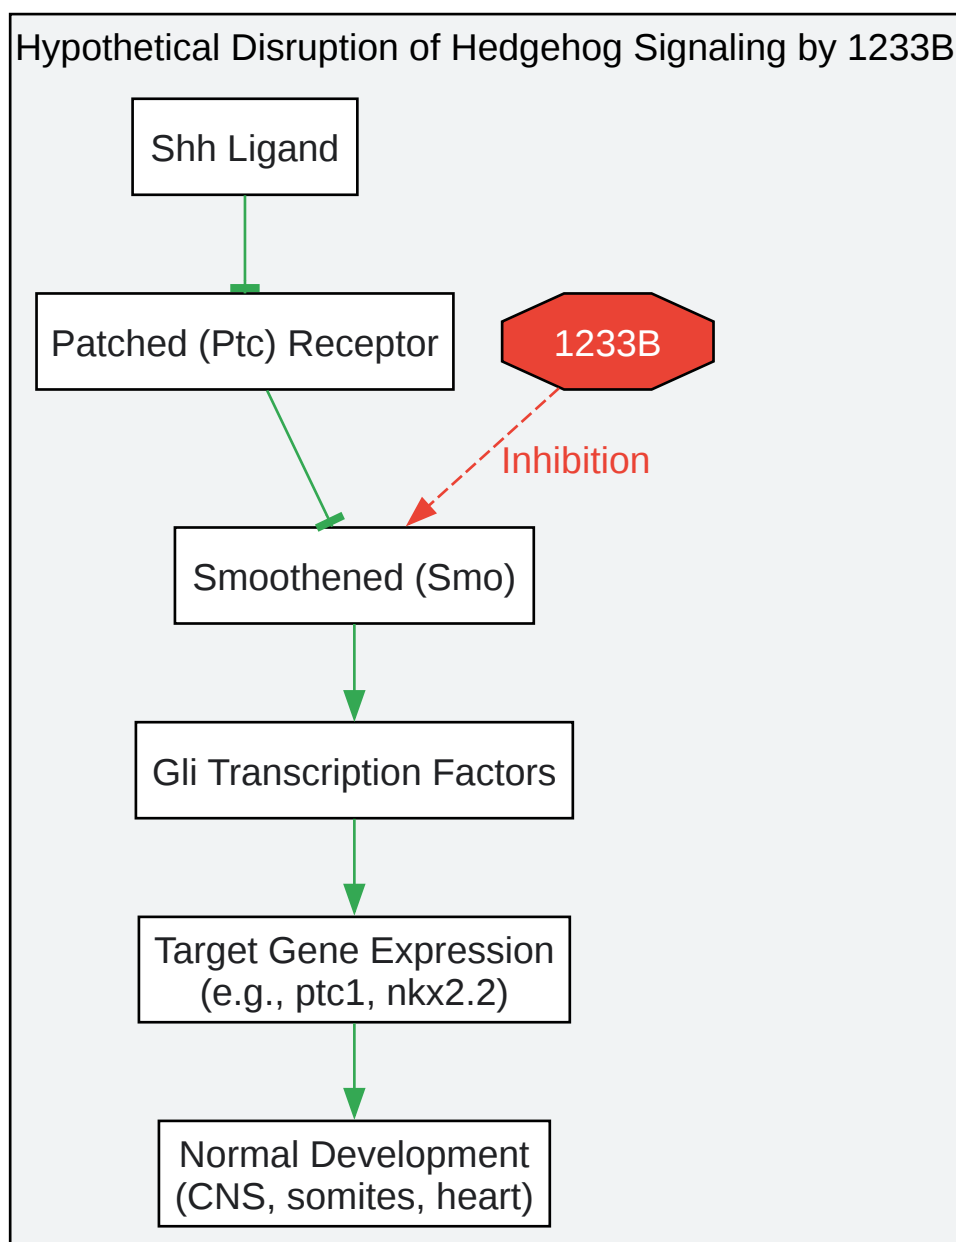 Hypothetical Disruption of Hedgehog Signaling by 1233B
Shh Ligand
Patched (Ptc) Receptor
1233B
Inhibition
Smoothened (Smo)
Gli Transcription Factors
Target Gene Expression
(e.g., ptc1, nkx2.2)
Normal Development
(CNS, somites, heart)